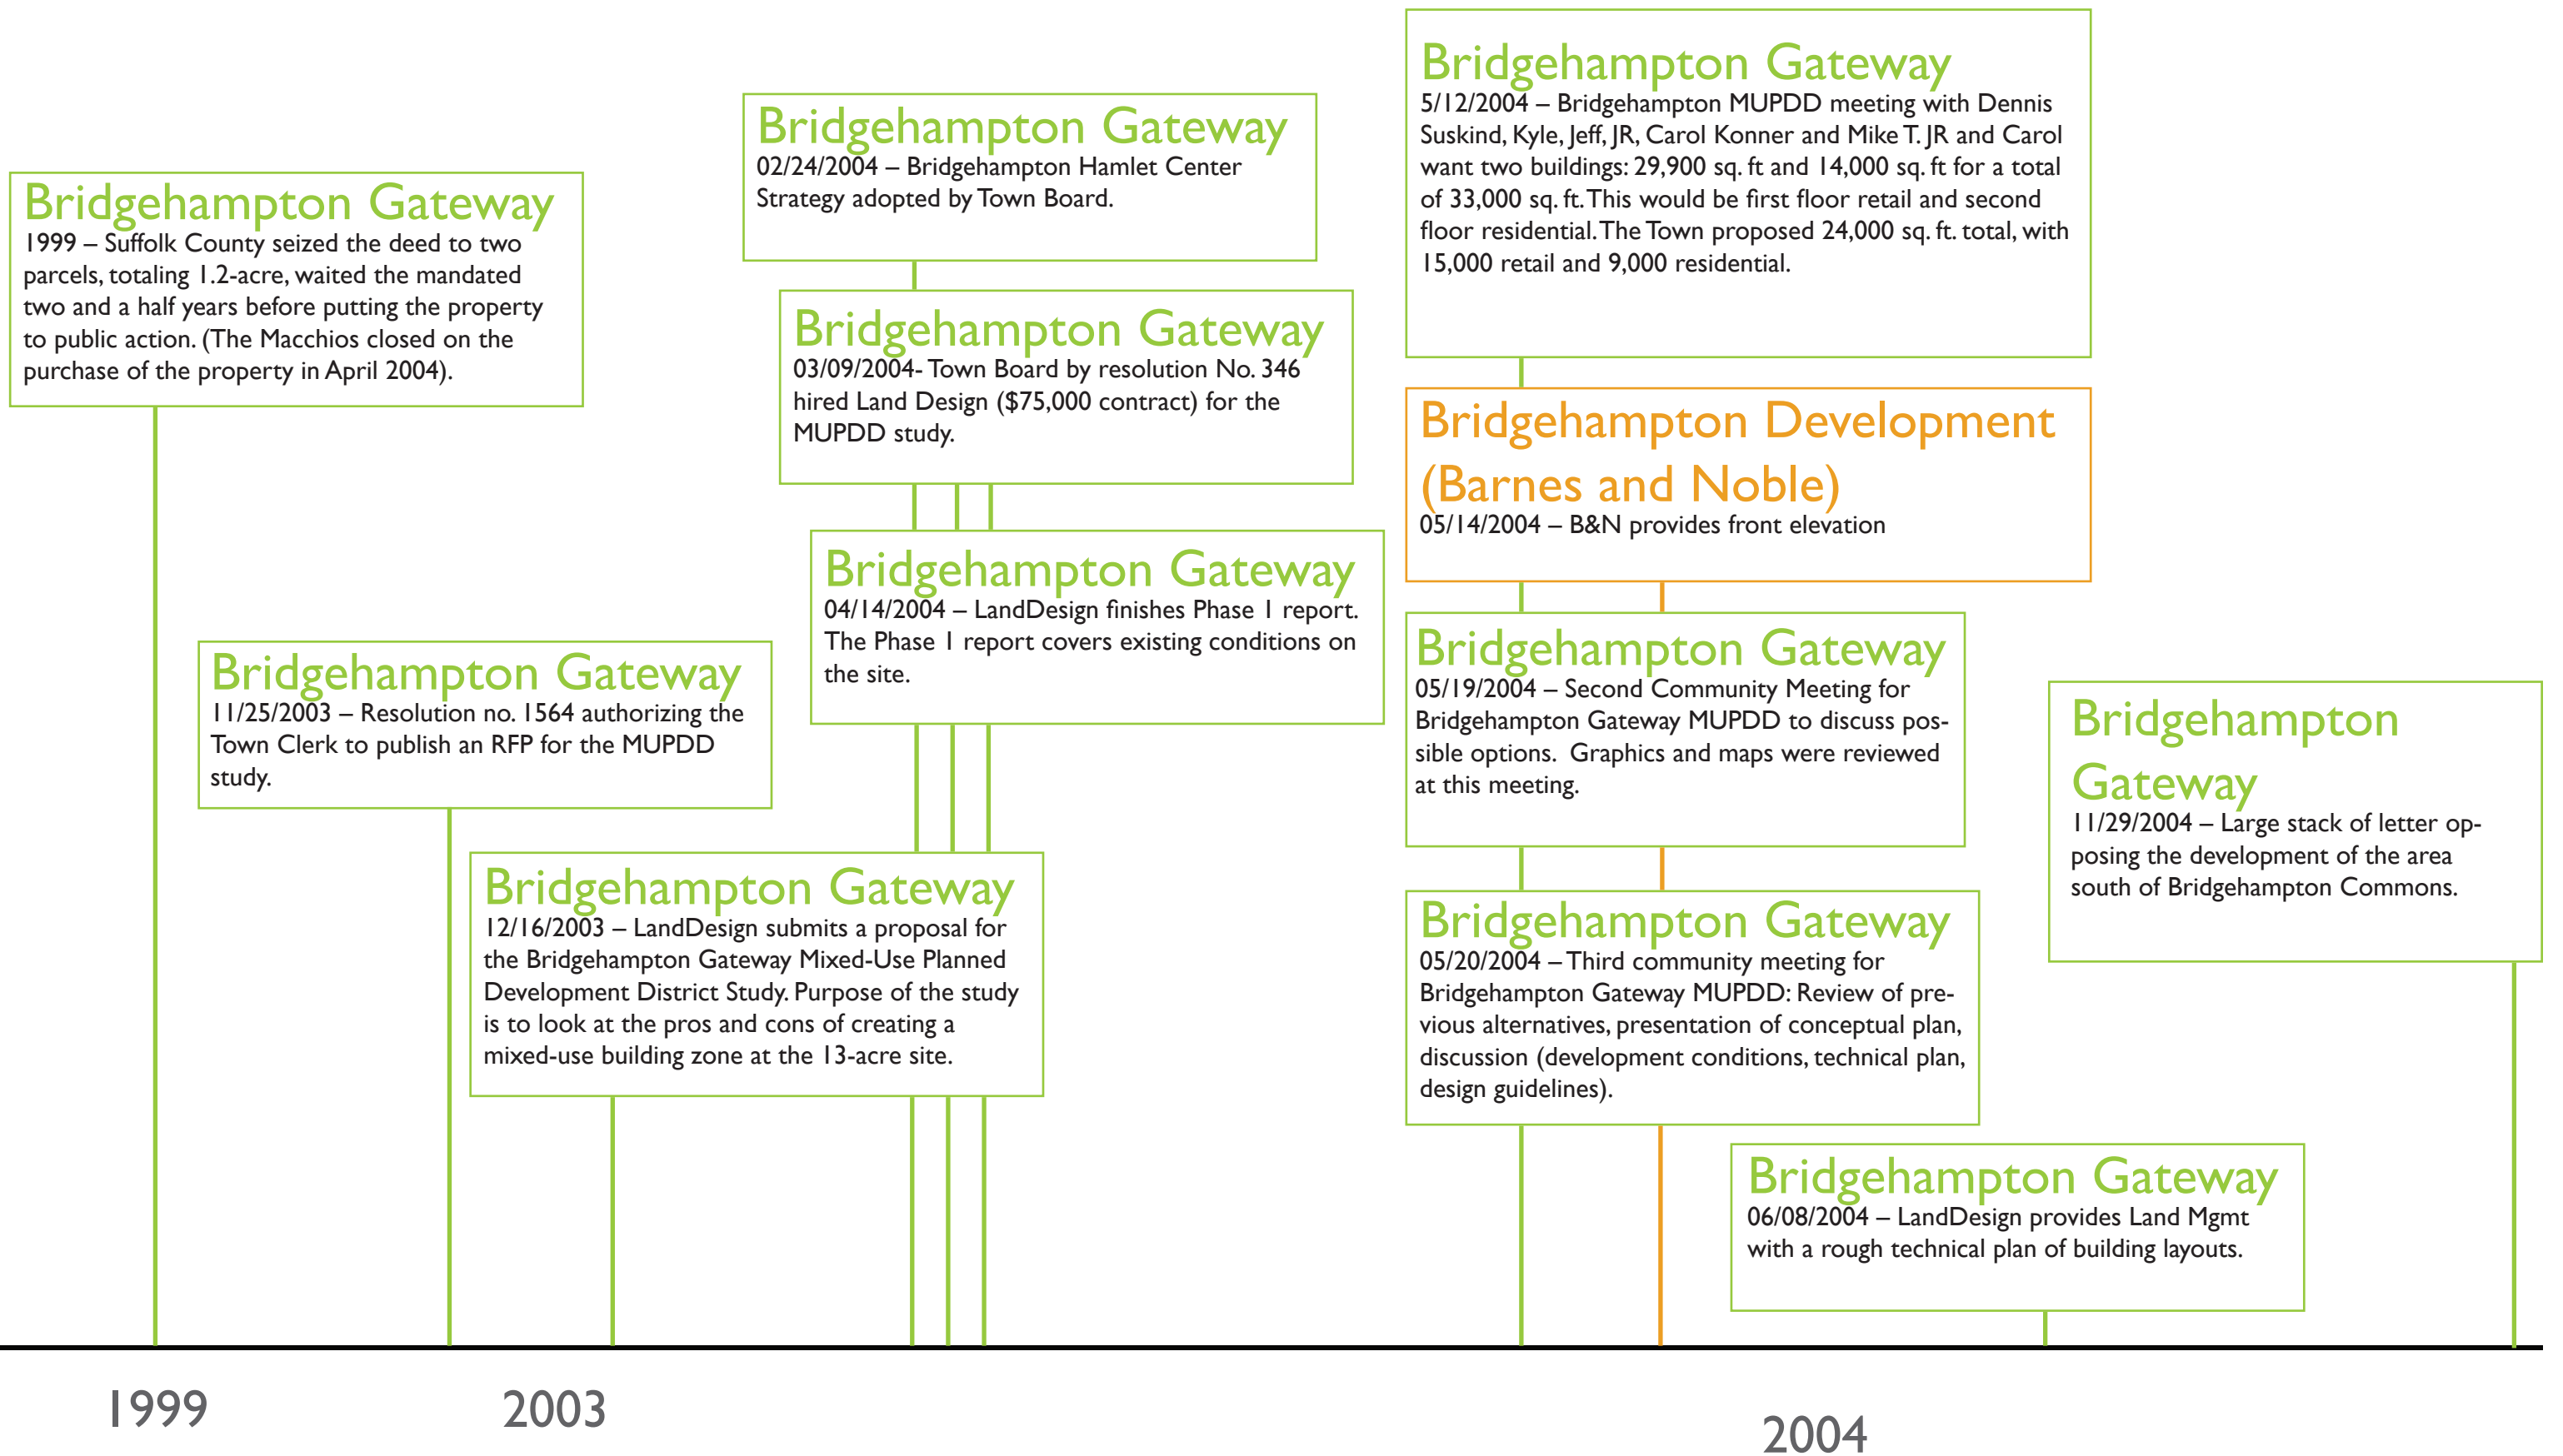 Bridgehampton Gateway
1999 – Suffolk County seized the deed to two
parcels, totaling 1.2-acre, waited the mandated
two and a half years before putting the property
to public action. (The Macchios closed on the
purchase of the property in April 2004).
Bridgehampton Gateway
11/25/2003 – Resolution no. 1564 authorizing the
Town Clerk to publish an RFP for the MUPDD
study.
Bridgehampton Gateway
12/16/2003 – LandDesign submits a proposal for
the Bridgehampton Gateway Mixed-Use Planned
Development District Study. Purpose of the study
is to look at the pros and cons of creating a
mixed-use building zone at the 13-acre site.
Bridgehampton Gateway
02/24/2004 – Bridgehampton Hamlet Center
Strategy adopted by Town Board.
Bridgehampton Gateway
03/09/2004- Town Board by resolution No. 346
hired Land Design ($75,000 contract) for the
MUPDD study.
Bridgehampton Gateway
04/14/2004 – LandDesign finishes Phase 1 report.
The Phase 1 report covers existing conditions on
the site.
Bridgehampton Gateway
5/12/2004 – Bridgehampton MUPDD meeting with Dennis
Suskind, Kyle, Jeff, JR, Carol Konner and Mike T. JR and Carol
want two buildings: 29,900 sq. ft and 14,000 sq. ft for a total
of 33,000 sq. ft. This would be first floor retail and second
floor residential. The Town proposed 24,000 sq. ft. total, with
15,000 retail and 9,000 residential.
Bridgehampton Development
(Barnes and Noble)
05/14/2004 – B&N provides front elevation
Bridgehampton Gateway
05/19/2004 – Second Community Meeting for
Bridgehampton Gateway MUPDD to discuss pos-
sible options. Graphics and maps were reviewed
at this meeting.
Bridgehampton Gateway
05/20/2004 – Third community meeting for
Bridgehampton Gateway MUPDD: Review of pre-
vious alternatives, presentation of conceptual plan,
discussion (development conditions, technical plan,
design guidelines).
Bridgehampton Gateway
06/08/2004 – LandDesign provides Land Mgmt
with a rough technical plan of building layouts.
Bridgehampton
Gateway
11/29/2004 – Large stack of letter op-
posing the development of the area
south of Bridgehampton Commons.
1999
2003
2004